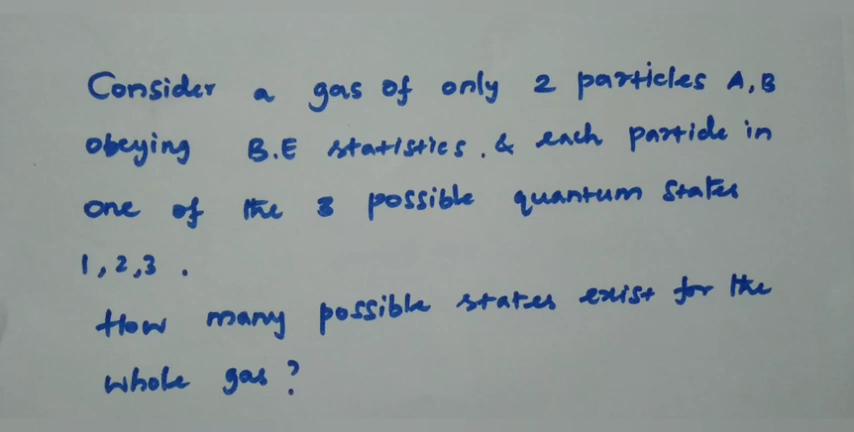 Consider a gas of only 2 particles A, B
obeying B.E statistics. & each particle in
one of the 3 possible quantum states
1, 2, 3 .
How many possible states exist for the
whole gas?